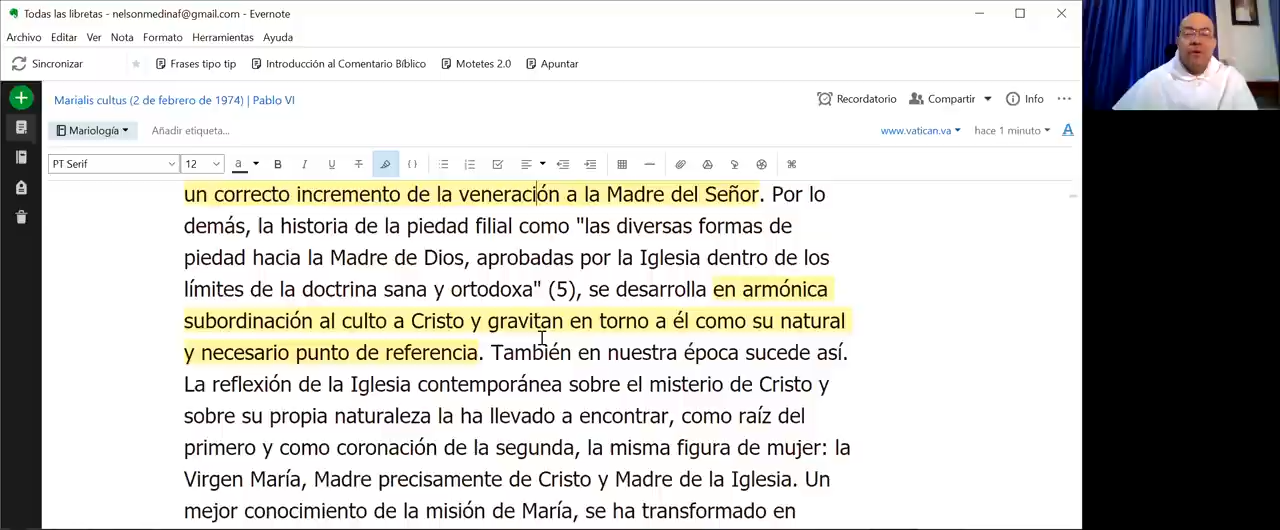 Todas las libretas - nelsonmedinaf@gmail.com - Evernote
Archivo Editar Ver Nota Formato Herramientas Ayuda
Sincronizar Frases tipo tip Introducción al Comentario Bíblico Motetes 2.0 Apuntar
Marialis cultus (2 de febrero de 1974) | Pablo VI Recordatorio Compartir Info
Mariología Añadir etiqueta... www.vatican.va hace 1 minuto
PT Serif 12
un correcto incremento de la veneración a la Madre del Señor. Por lo
demás, la historia de la piedad filial como "las diversas formas de
piedad hacia la Madre de Dios, aprobadas por la Iglesia dentro de los
límites de la doctrina sana y ortodoxa" (5), se desarrolla en armónica
subordinación al culto a Cristo y gravitan en torno a él como su natural
y necesario punto de referencia. También en nuestra época sucede así.
La reflexión de la Iglesia contemporánea sobre el misterio de Cristo y
sobre su propia naturaleza la ha llevado a encontrar, como raíz del
primero y como coronación de la segunda, la misma figura de mujer: la
Virgen María, Madre precisamente de Cristo y Madre de la Iglesia. Un
mejor conocimiento de la misión de María, se ha transformado en